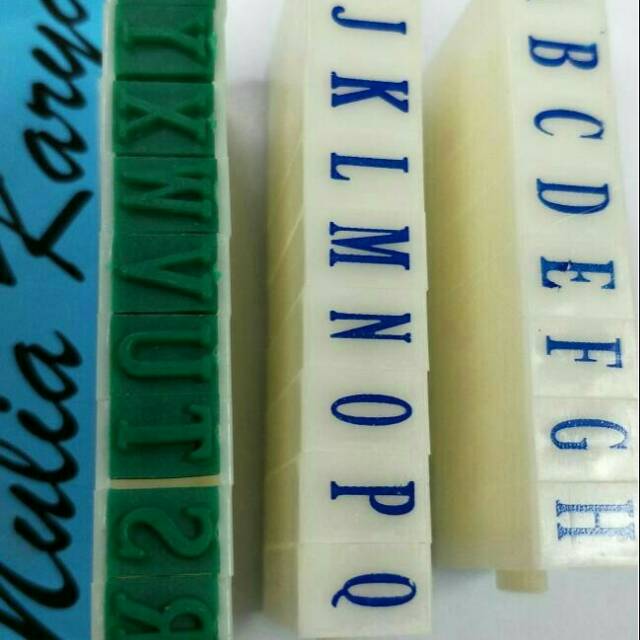 Mulia Karya
Y X W V U T S R
J K L M N O P Q
B C D E F G H